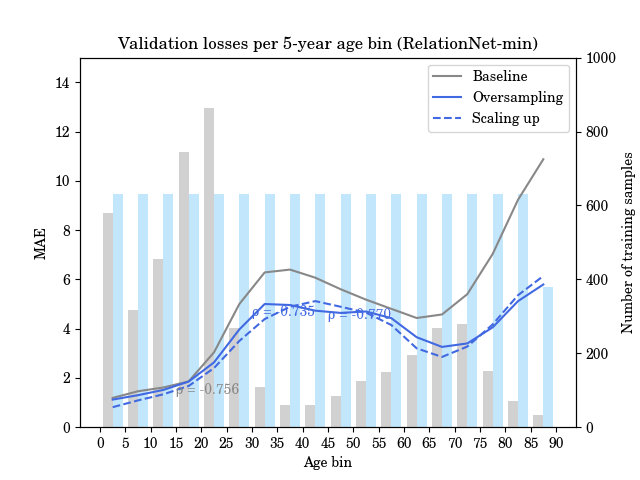 Validation losses per 5-year age bin (RelationNet-min)
Baseline
Oversampling
Scaling up
MAE
14
12
10
8
6
4
2
0
1000
800
600
400
200
0
Number of training samples
ρ = -0.735
ρ = -0.770
ρ = -0.756
0 5 10 15 20 25 30 35 40 45 50 55 60 65 70 75 80 85 90
Age bin